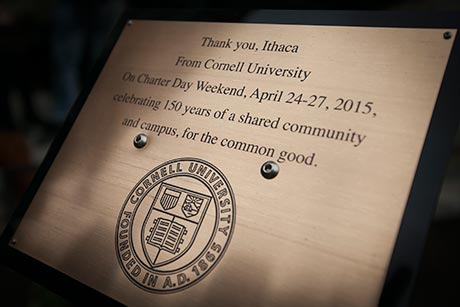 Thank you, Ithaca
From Cornell University
On Charter Day Weekend, April 24-27, 2015,
celebrating 150 years of a shared community
and campus, for the common good.
CORNELL UNIVERSITY
FOUNDED IN A.D. 1865